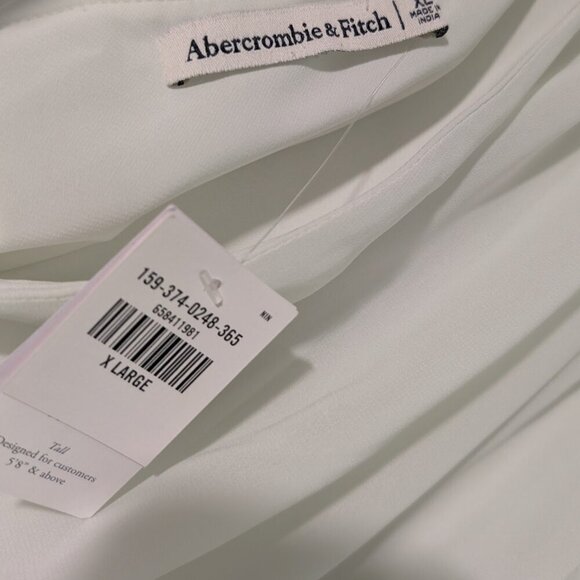 Abercrombie & Fitch
XL
MADE IN
INDIA
159-374-0248-365
658411981
X LARGE
NIN
Tall
Designed for customers
5'8" & above